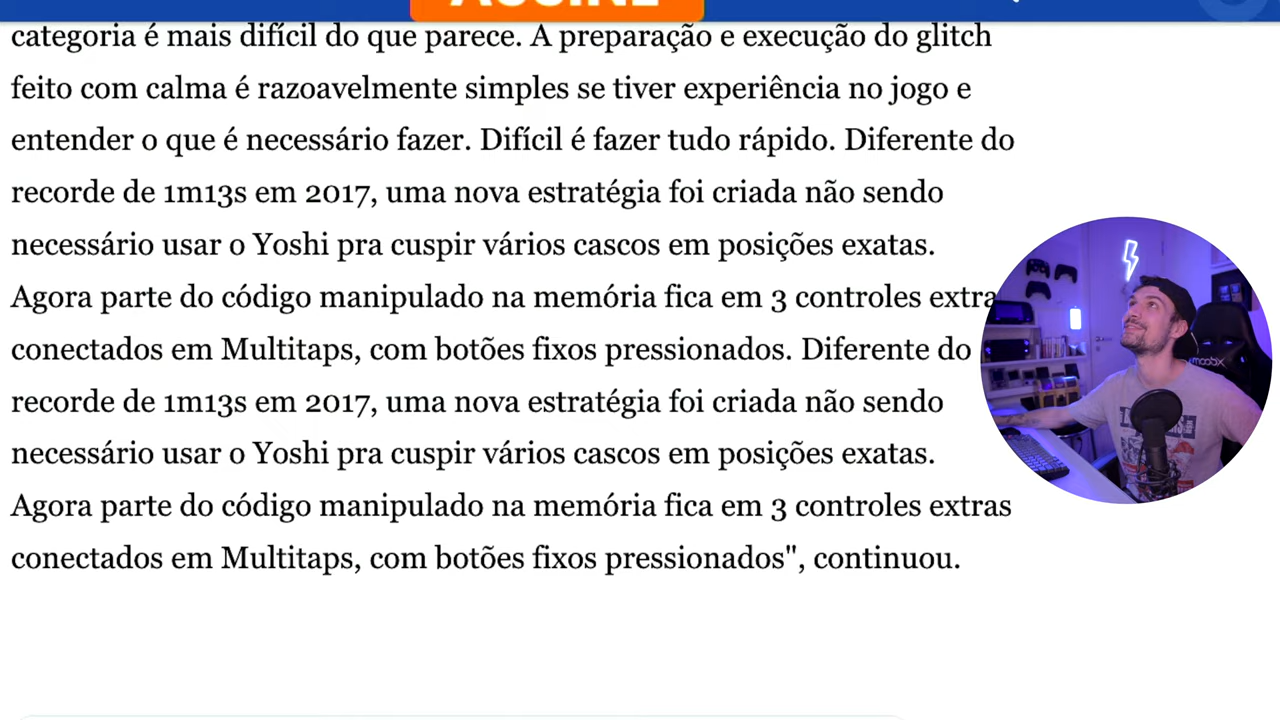 ASSINE
categoria é mais difícil do que parece. A preparação e execução do glitch
feito com calma é razoavelmente simples se tiver experiência no jogo e
entender o que é necessário fazer. Difícil é fazer tudo rápido. Diferente do
recorde de 1m13s em 2017, uma nova estratégia foi criada não sendo
necessário usar o Yoshi pra cuspir vários cascos em posições exatas.
Agora parte do código manipulado na memória fica em 3 controles extra
conectados em Multitaps, com botões fixos pressionados. Diferente do
recorde de 1m13s em 2017, uma nova estratégia foi criada não sendo
necessário usar o Yoshi pra cuspir vários cascos em posições exatas.
Agora parte do código manipulado na memória fica em 3 controles extras
conectados em Multitaps, com botões fixos pressionados", continuou.